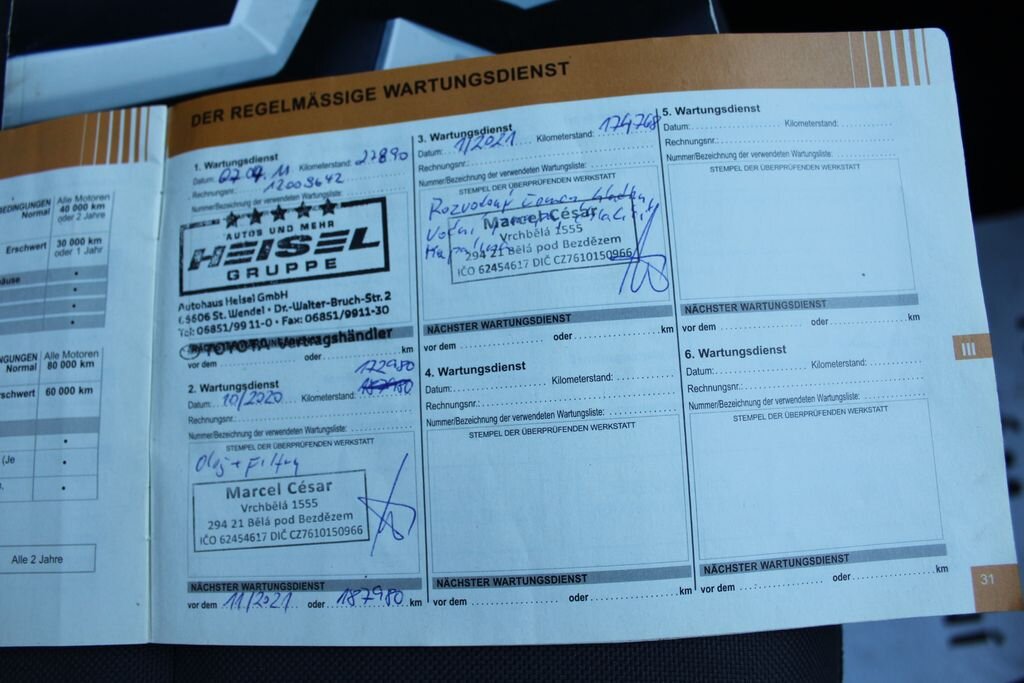 DER REGELMÄSSIGE WARTUNGSDIENST
BEDINGUNGEN Normal
Alle Motoren
40 000 km
oder 2 Jahre
Erschwert
30 000 km
oder 1 Jahr
Normal
Alle Motoren
80 000 km
60 000 km
(Je
Alle 2 Jahre
1. Wartungsdienst
Datum: 07.04.11 Kilometerstand: 27890
Rechnungsnr.: 12003642
Nummer/Bezeichnung der verwendeten Wartungsliste:
★★★★★
AUTOS UND MEHR
HEISEL
GRUPPE
Autohaus Heisel GmbH
66606 St. Wendel • Dr.-Walter-Bruch-Str. 2
Tel: 06851/99 11-0 • Fax: 06851/9911-30
TOYOTA-Vertragshändler
vor dem oder km
2. Wartungsdienst
172980
Datum: 10/2020 Kilometerstand:
Rechnungsnr.:
Nummer/Bezeichnung der verwendeten Wartungsliste:
STEMPEL DER ÜBERPRÜFENDEN WERKSTATT
Olej + Filtry
Marcel César
Vrchbělá 1555
294 21 Bělá pod Bezdězem
IČO 62454617 DIČ CZ7610150966
NÄCHSTER WARTUNGSDIENST
vor dem 11/2021 oder 187980 km
3. Wartungsdienst
Datum: 1/2021 Kilometerstand: 174768
Rechnungsnr.:
Nummer/Bezeichnung der verwendeten Wartungsliste:
STEMPEL DER ÜBERPRÜFENDEN WERKSTATT
Marcel César
Vrchbělá 1555
294 21 Bělá pod Bezdězem
IČO 62454617 DIČ CZ7610150966
NÄCHSTER WARTUNGSDIENST
vor dem oder km
4. Wartungsdienst
Datum: Kilometerstand:
Rechnungsnr.:
Nummer/Bezeichnung der verwendeten Wartungsliste:
STEMPEL DER ÜBERPRÜFENDEN WERKSTATT
NÄCHSTER WARTUNGSDIENST
vor dem oder km
5. Wartungsdienst
Datum: Kilometerstand:
Rechnungsnr.:
Nummer/Bezeichnung der verwendeten Wartungsliste:
STEMPEL DER ÜBERPRÜFENDEN WERKSTATT
NÄCHSTER WARTUNGSDIENST
vor dem oder km
6. Wartungsdienst
Datum: Kilometerstand:
Rechnungsnr.:
Nummer/Bezeichnung der verwendeten Wartungsliste:
STEMPEL DER ÜBERPRÜFENDEN WERKSTATT
NÄCHSTER WARTUNGSDIENST
vor dem oder km
III
31